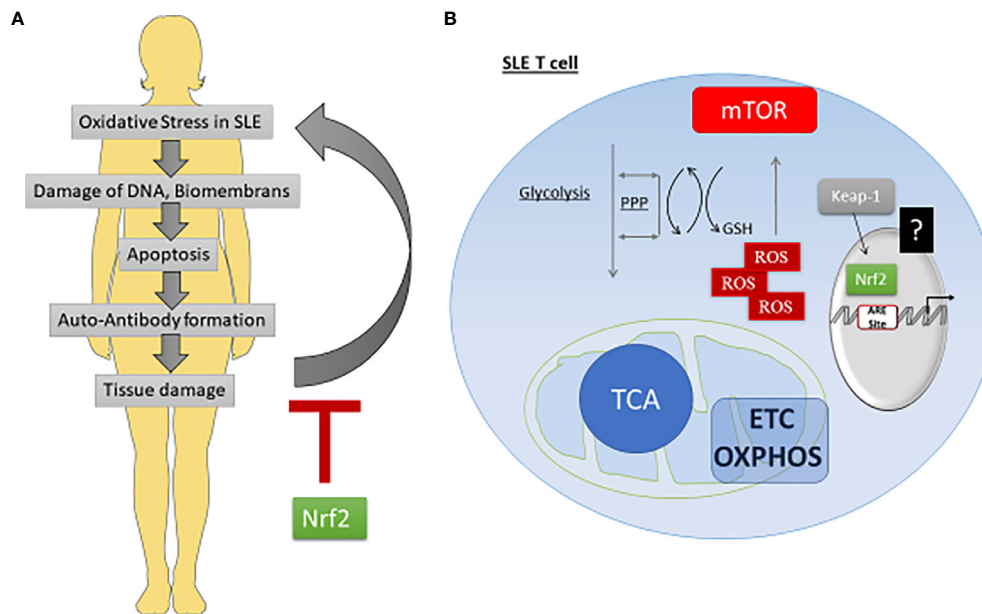 A
Oxidative Stress in SLE
Damage of DNA, Biomembrans
Apoptosis
Auto-Antibody formation
Tissue damage
Nrf2
B
SLE T cell
mTOR
Glycolysis
PPP
GSH
ROS
ROS
ROS
Keap-1
?
Nrf2
ARE
Site
TCA
ETC
OXPHOS